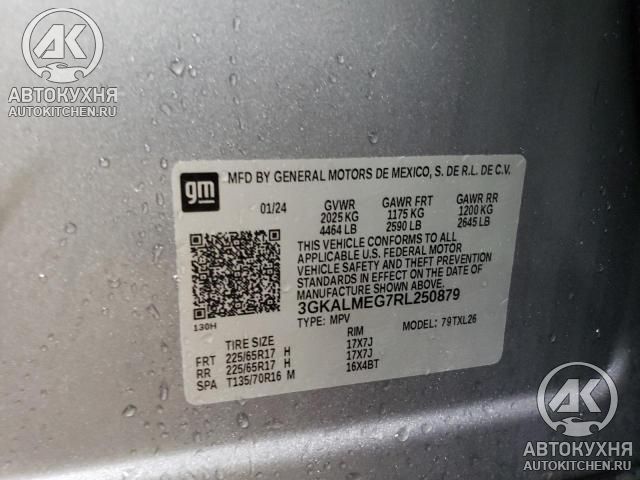 AK
АВТОКУХНЯ
AUTOKITCHEN.RU
gm
MFD BY GENERAL MOTORS DE MEXICO, S. DE R.L. DE C.V.
01/24 GVWR GAWR FRT GAWR RR
2025 KG 1175 KG 1200 KG
4464 LB 2590 LB 2645 LB
THIS VEHICLE CONFORMS TO ALL
APPLICABLE U.S. FEDERAL MOTOR
VEHICLE SAFETY AND THEFT PREVENTION
STANDARDS IN EFFECT ON THE DATE OF
MANUFACTURE SHOWN ABOVE.
3GKALMEG7RL250879
130H TYPE: MPV MODEL: 79TXL26
TIRE SIZE RIM
FRT 225/65R17 H 17X7J
RR 225/65R17 H 17X7J
SPA T135/70R16 M 16X4BT
AK
АВТОКУХНЯ
AUTOKITCHEN.RU